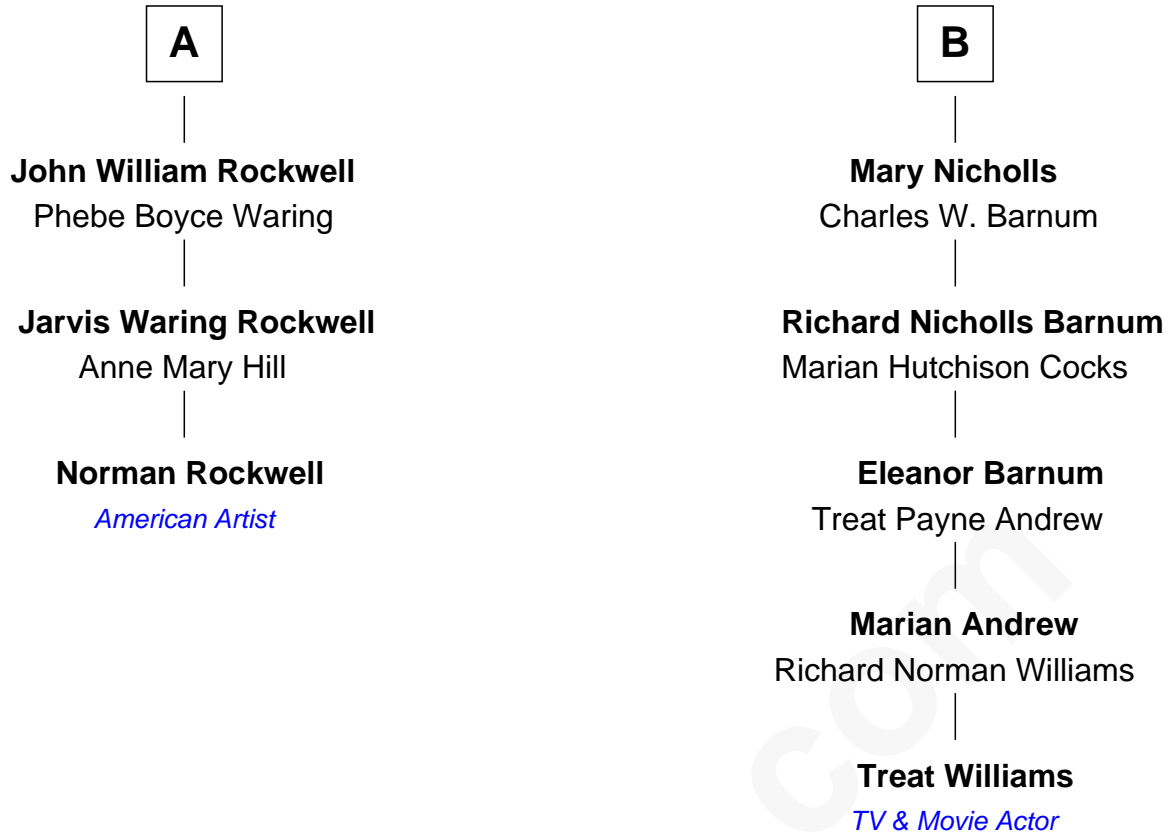 A
John William Rockwell
Phebe Boyce Waring
Jarvis Waring Rockwell
Anne Mary Hill
Norman Rockwell
American Artist
B
Mary Nicholls
Charles W. Barnum
Richard Nicholls Barnum
Marian Hutchison Cocks
Eleanor Barnum
Treat Payne Andrew
Marian Andrew
Richard Norman Williams
Treat Williams
TV & Movie Actor
com